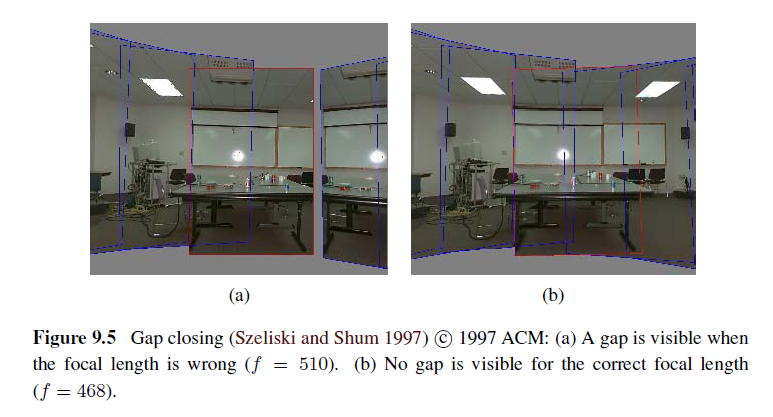 (a)
(b)
Figure 9.5 Gap closing (Szeliski and Shum 1997) © 1997 ACM: (a) A gap is visible when
the focal length is wrong (f = 510). (b) No gap is visible for the correct focal length
(f = 468).